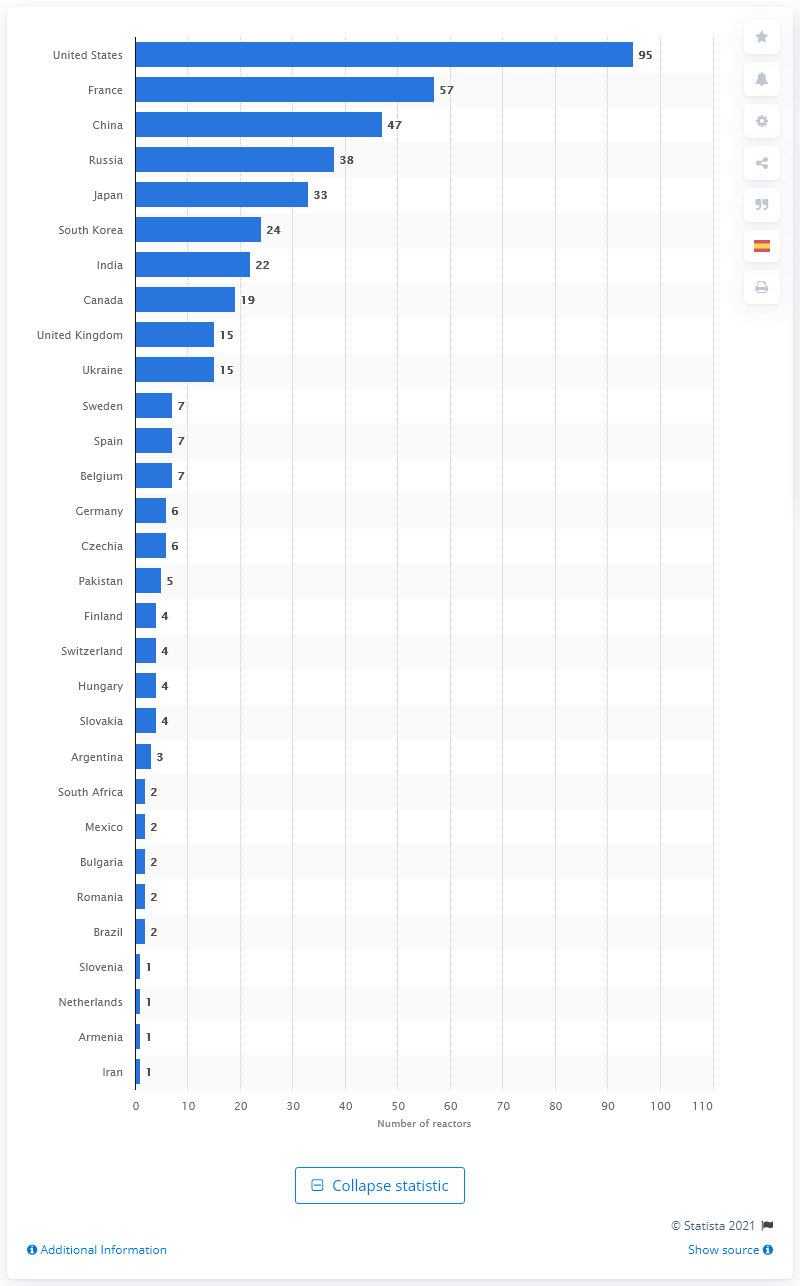 United States 95
France 57
China 47
Russia 38
Japan 33
South Korea 24
India 22
Canada 19
United Kingdom 15
Ukraine 15
Sweden 7
Spain 7
Belgium 7
Germany 6
Czechia 6
Pakistan 5
Finland 4
Switzerland 4
Hungary 4
Slovakia 4
Argentina 3
South Africa 2
Mexico 2
Bulgaria 2
Romania 2
Brazil 2
Slovenia 1
Netherlands 1
Armenia 1
Iran 1
0 10 20 30 40 50 60 70 80 90 100 110
Number of reactors
Collapse statistic
© Statista 2021
Additional Information Show source